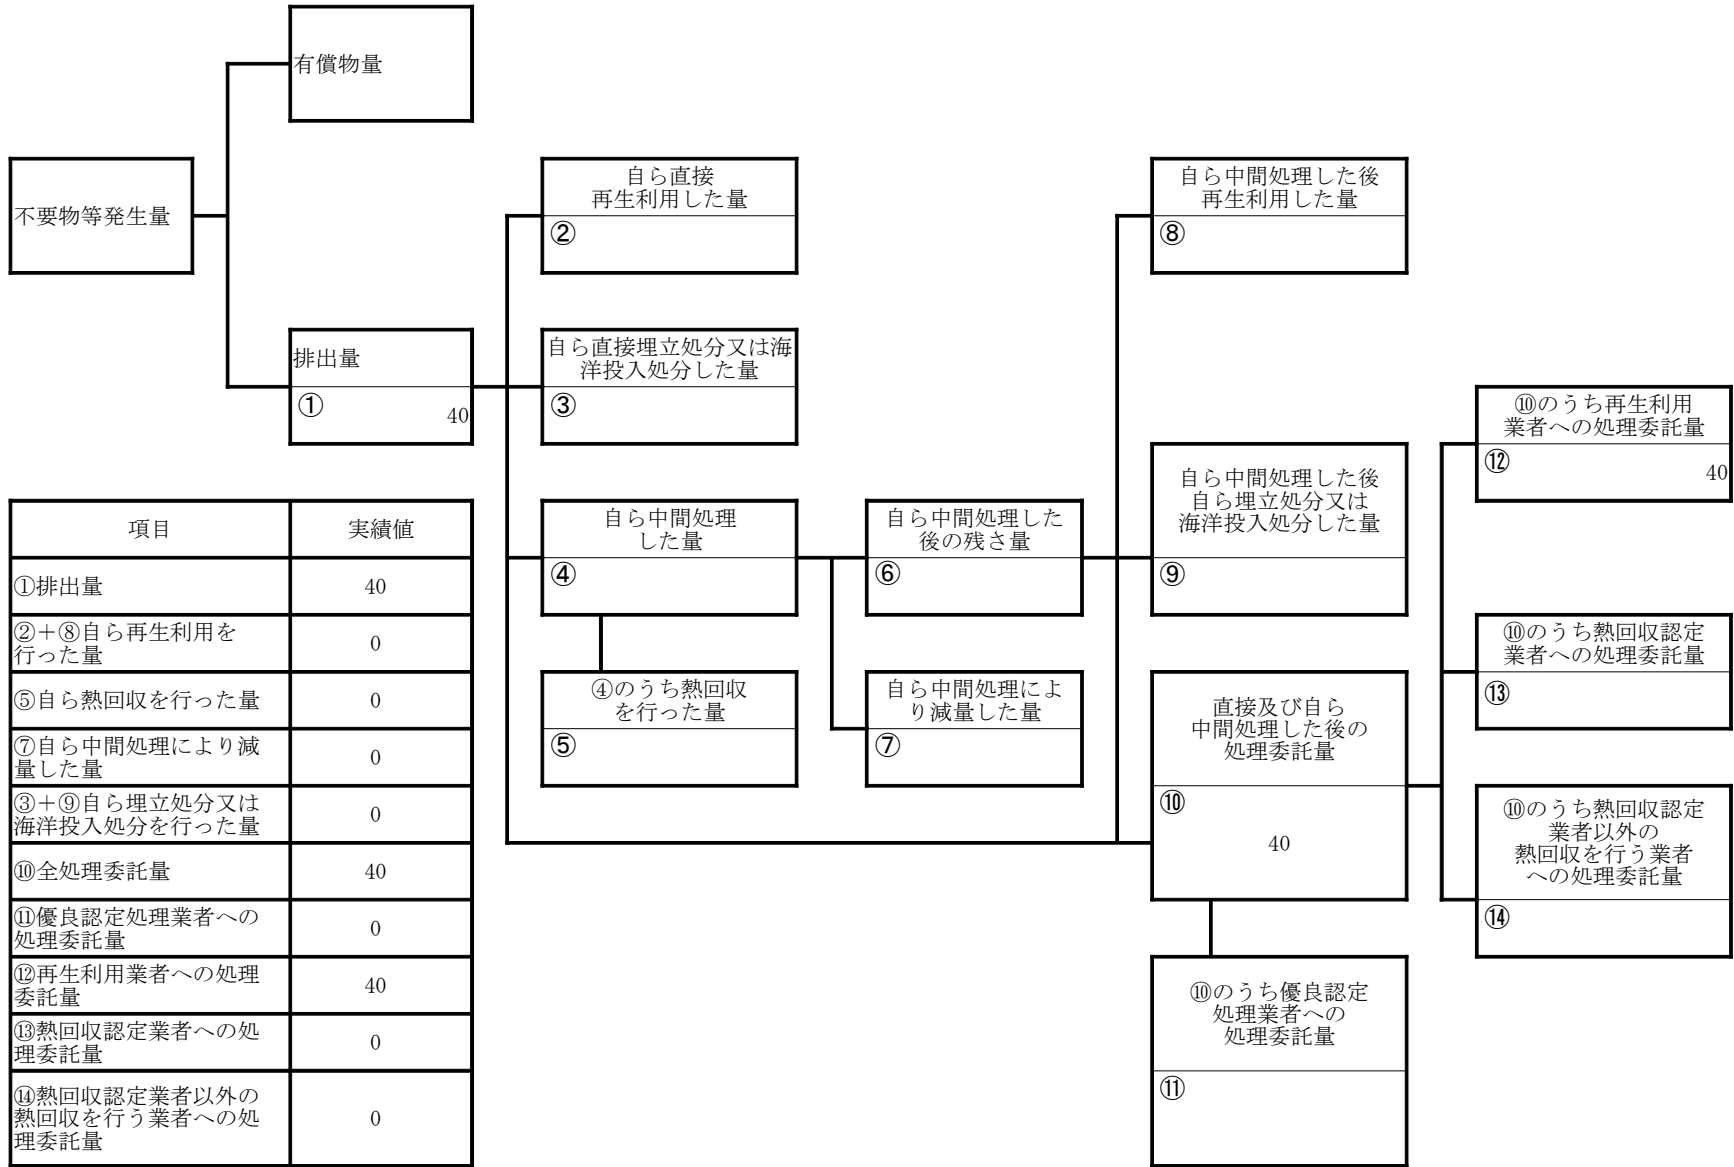 有償物量
不要物等発生量
自ら直接
再生利用した量
②
自ら中間処理した後
再生利用した量
⑧
排出量
①
40
自ら直接埋立処分又は海
洋投入処分した量
③
⑩のうち再生利用
業者への処理委託量
⑫
40
自ら中間処理
した量
④
自ら中間処理した
後の残さ量
⑥
自ら中間処理した後
自ら埋立処分又は
海洋投入処分した量
⑨
④のうち熱回収
を行った量
⑤
自ら中間処理によ
り減量した量
⑦
直接及び自ら
中間処理した後の
処理委託量
⑩
40
⑩のうち熱回収認定
業者への処理委託量
⑬
⑩のうち熱回収認定
業者以外の
熱回収を行う業者
への処理委託量
⑭
⑩のうち優良認定
処理業者への
処理委託量
⑪
項目 実績値
①排出量 40
②＋⑧自ら再生利用を
行った量 0
⑤自ら熱回収を行った量 0
⑦自ら中間処理により減
量した量 0
③＋⑨自ら埋立処分又は
海洋投入処分を行った量 0
⑩全処理委託量 40
⑪優良認定処理業者への
処理委託量 0
⑫再生利用業者への処理
委託量 40
⑬熱回収認定業者への処
理委託量 0
⑭熱回収認定業者以外の
熱回収を行う業者への処
理委託量 0